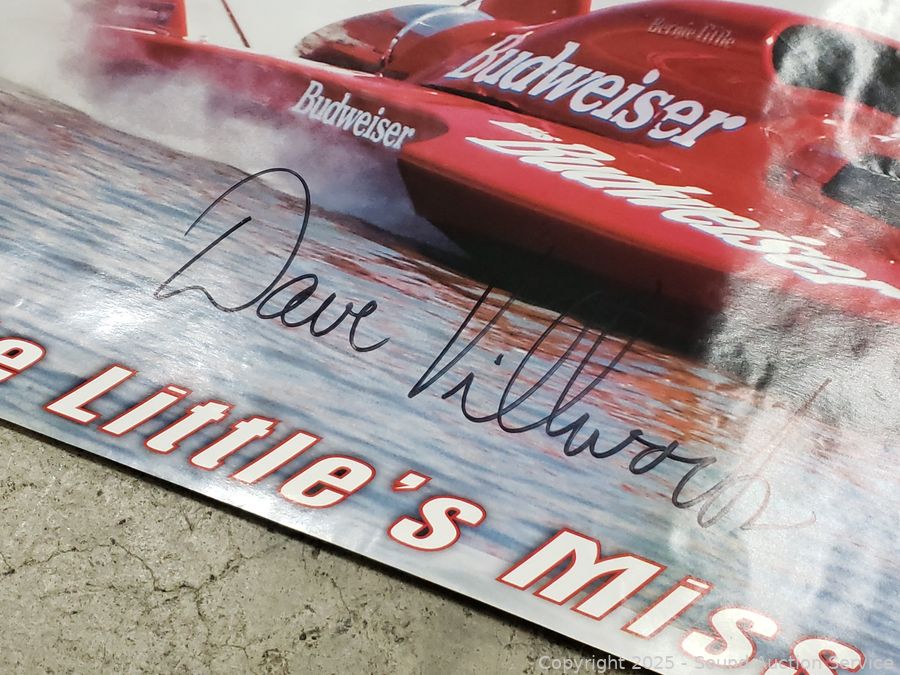 Bernie Little
Budweiser
Budweiser
Budweiser
Dave Villwock
e Little's Miss
Copyright 2025 - Sound Auction Service